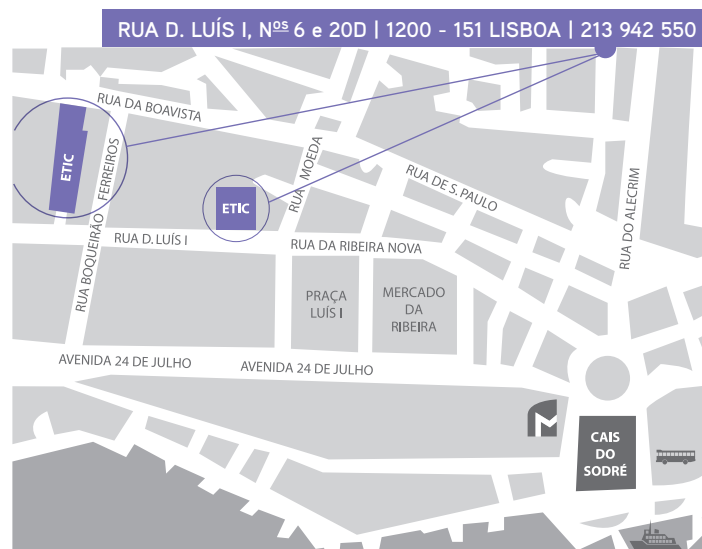 RUA D. LUÍS I, Nos 6 e 20D | 1200 - 151 LISBOA | 213 942 550
RUA DA BOAVISTA
ETIC
RUA BOQUEIRÃO FERREIROS
RUA MOEDA
RUA DE S. PAULO
RUA DO ALECRIM
ETIC
RUA D. LUÍS I
RUA DA RIBEIRA NOVA
PRAÇA
LUÍS I
MERCADO
DA
RIBEIRA
AVENIDA 24 DE JULHO
AVENIDA 24 DE JULHO
M
CAIS
DO
SODRÉ